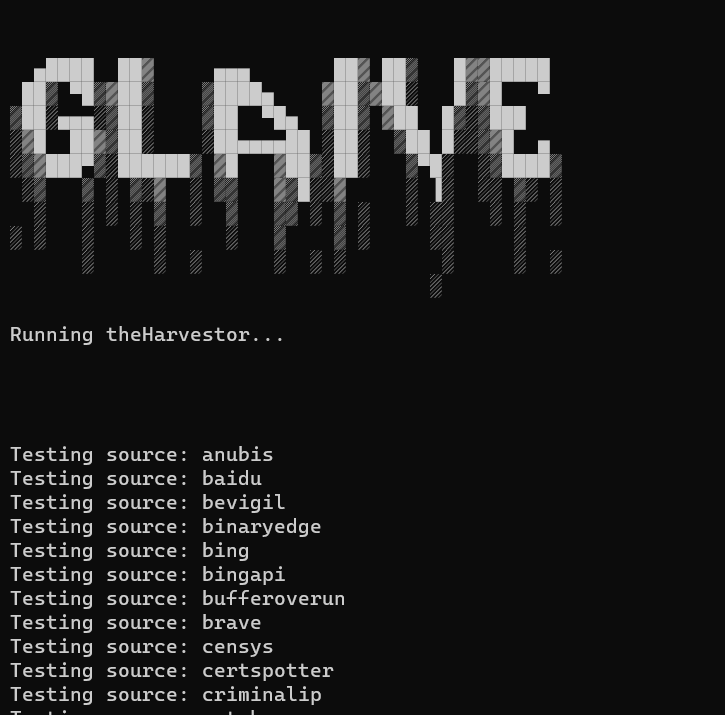 GLAIVE
Running theHarvestor...
Testing source: anubis
Testing source: baidu
Testing source: bevigil
Testing source: binaryedge
Testing source: bing
Testing source: bingapi
Testing source: bufferoverun
Testing source: brave
Testing source: censys
Testing source: certspotter
Testing source: criminalip